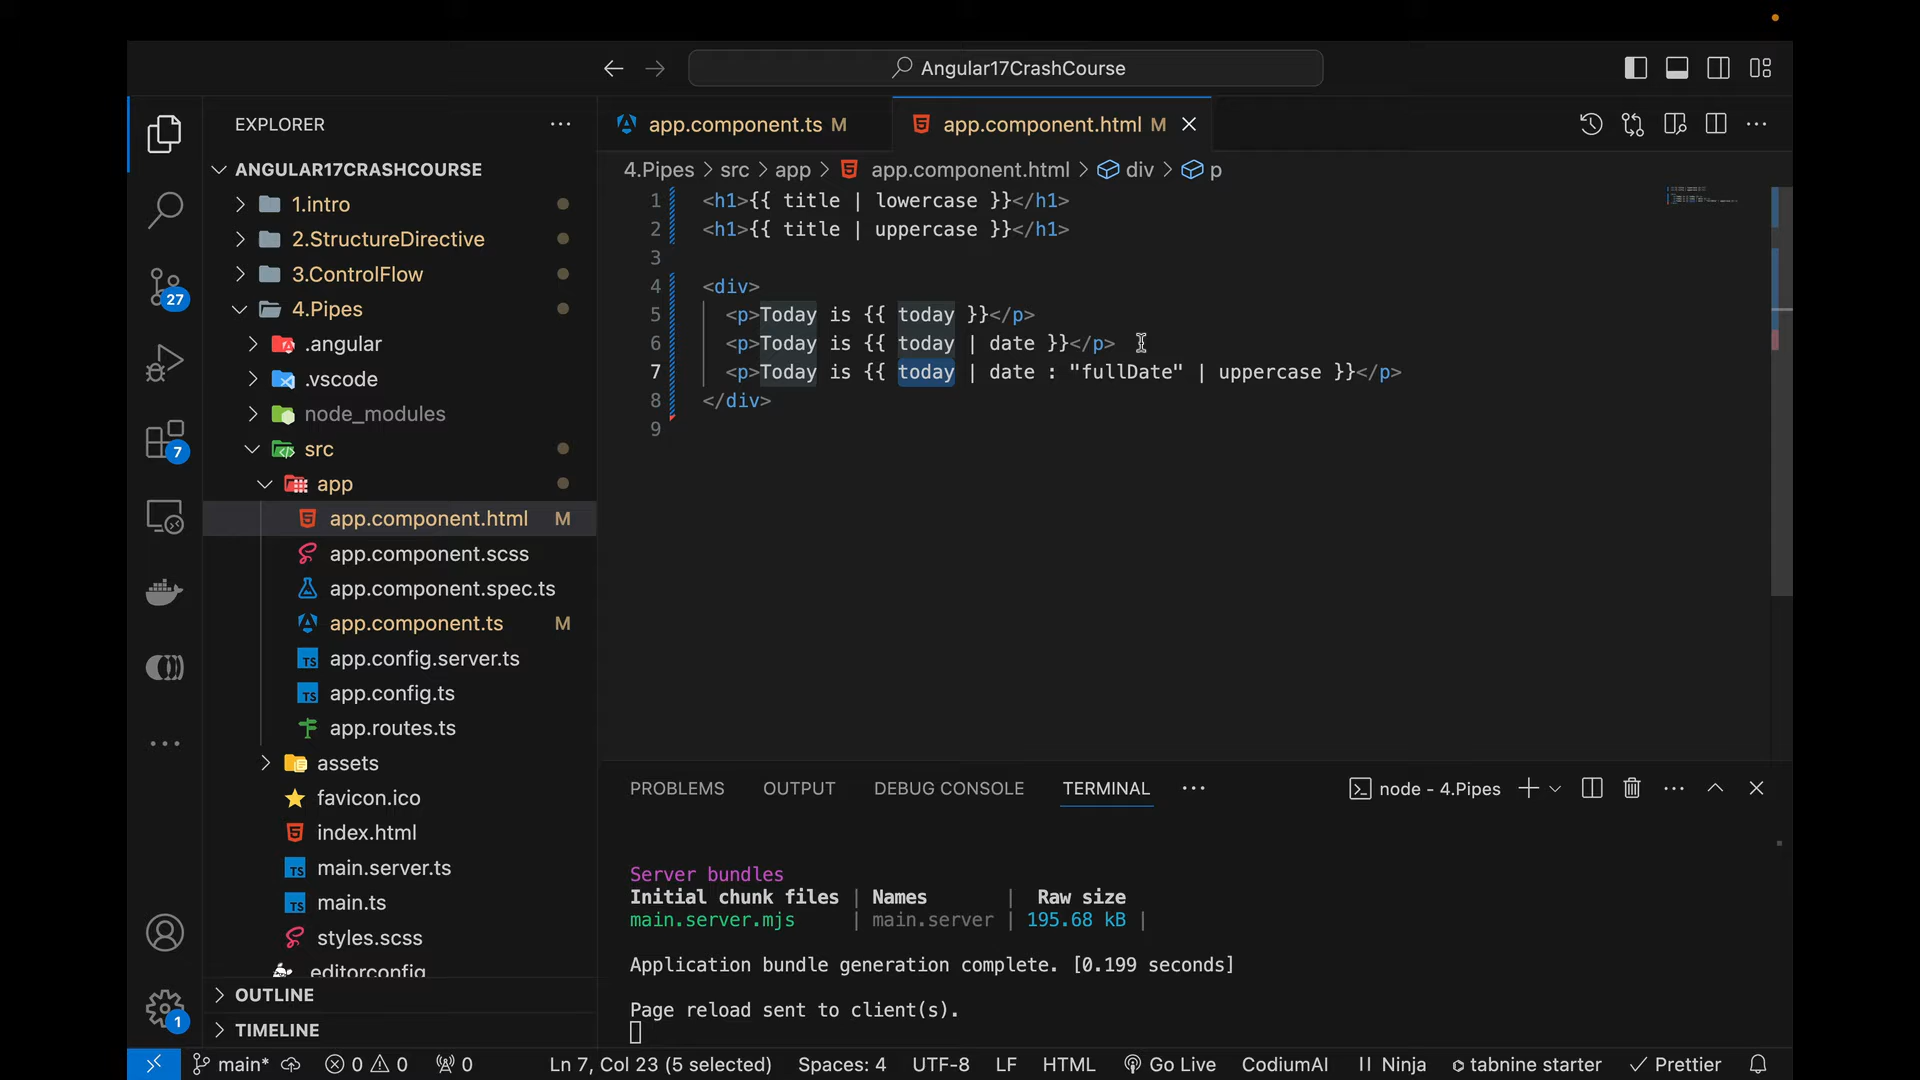 Angular17CrashCourse
EXPLORER
ANGULAR17CRASHCOURSE
1.intro
2.StructureDirective
3.ControlFlow
4.Pipes
.angular
.vscode
node_modules
src
app
app.component.html M
app.component.scss
app.component.spec.ts
app.component.ts M
app.config.server.ts
app.config.ts
app.routes.ts
assets
favicon.ico
index.html
main.server.ts
main.ts
styles.scss
editorconfig
OUTLINE
TIMELINE
27
7
1
app.component.ts M
app.component.html M
4.Pipes > src > app > app.component.html > div > p
1 <h1>{{ title | lowercase }}</h1>
2 <h1>{{ title | uppercase }}</h1>
3
4 <div>
5 <p>Today is {{ today }}</p>
6 <p>Today is {{ today | date }}</p>
7 <p>Today is {{ today | date : "fullDate" | uppercase }}</p>
8 </div>
9
PROBLEMS OUTPUT DEBUG CONSOLE TERMINAL
node - 4.Pipes
Server bundles
Initial chunk files | Names | Raw size
main.server.mjs | main.server | 195.68 kB |
Application bundle generation complete. [0.199 seconds]
Page reload sent to client(s).
main* 0 0 0 Ln 7, Col 23 (5 selected) Spaces: 4 UTF-8 LF HTML Go Live CodiumAI Ninja tabnine starter Prettier